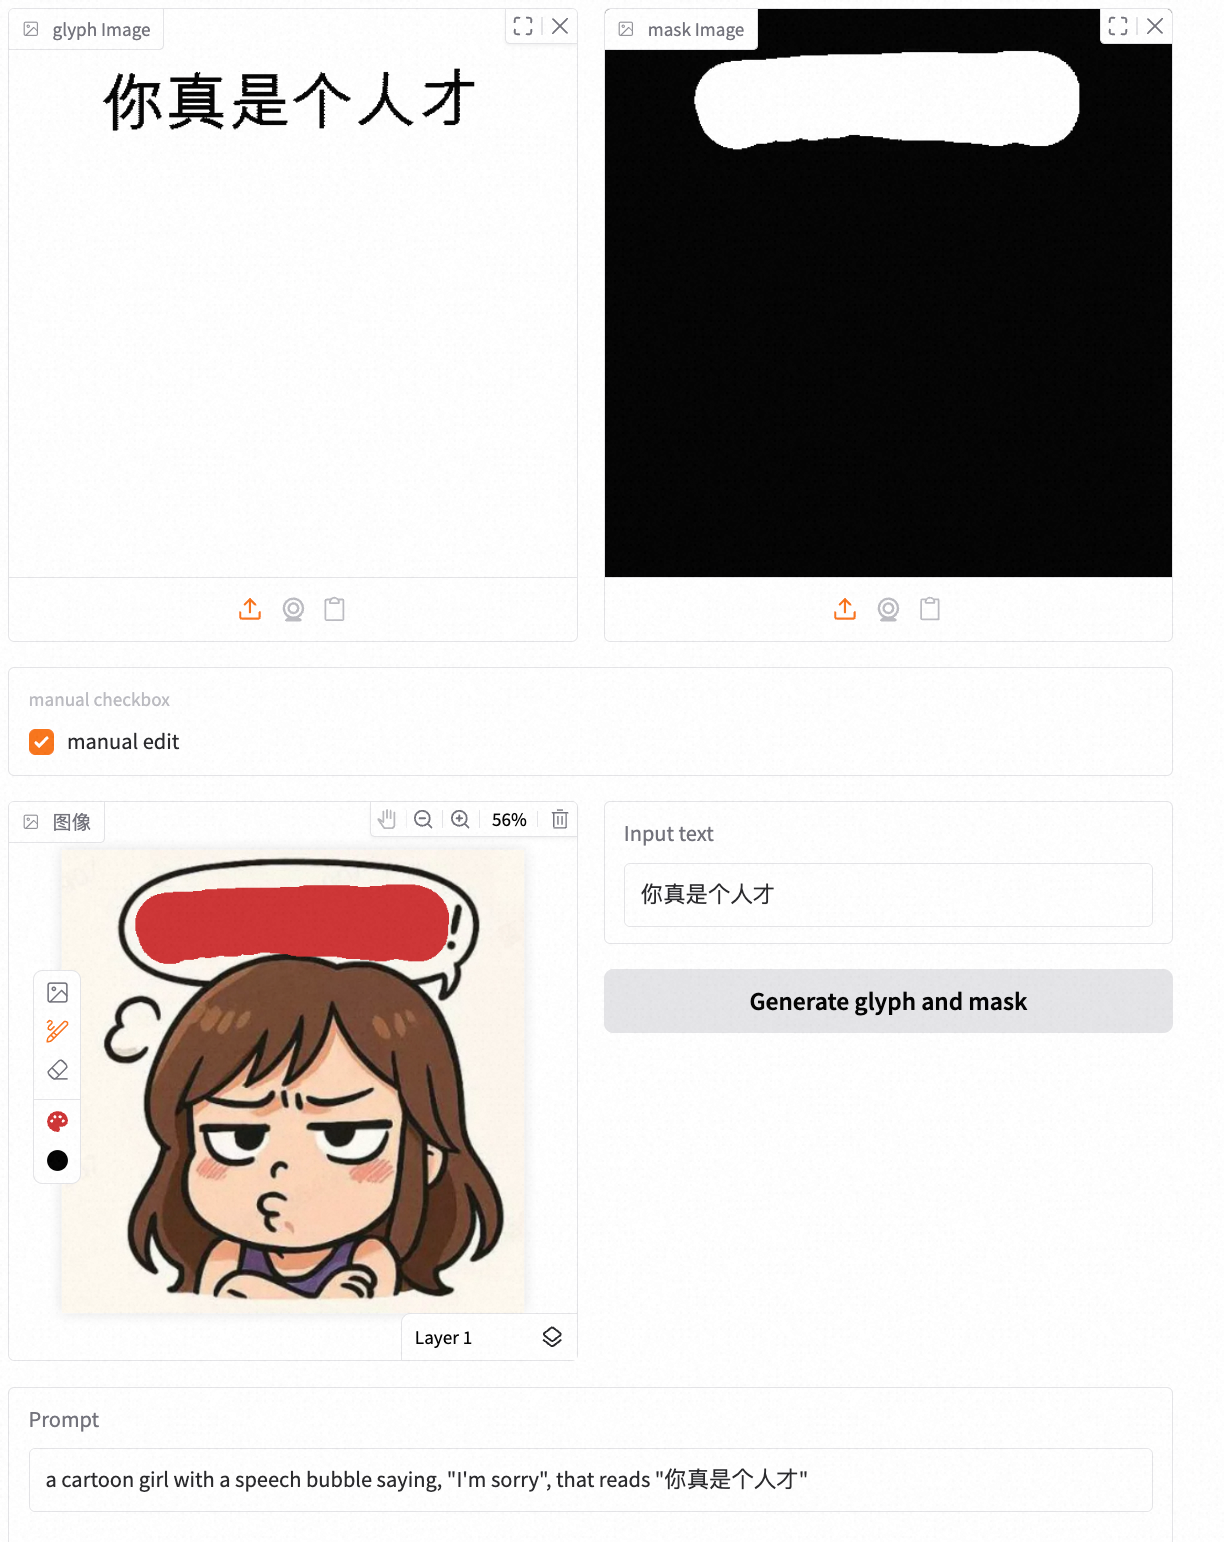 glyph Image
你真是个人才
mask Image
manual checkbox
manual edit
图像
56%
!
Layer 1
Input text
你真是个人才
Generate glyph and mask
Prompt
a cartoon girl with a speech bubble saying, "I'm sorry", that reads "你真是个人才"